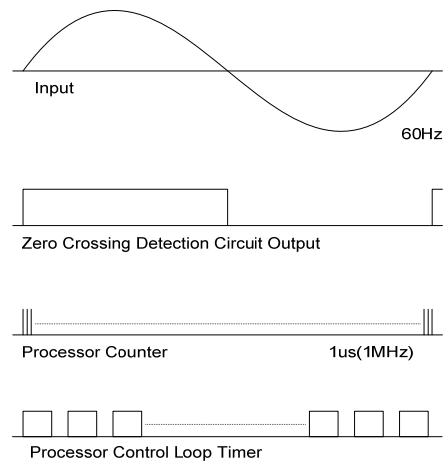 Input
60Hz
Zero Crossing Detection Circuit Output
Processor Counter
1us(1MHz)
Processor Control Loop Timer